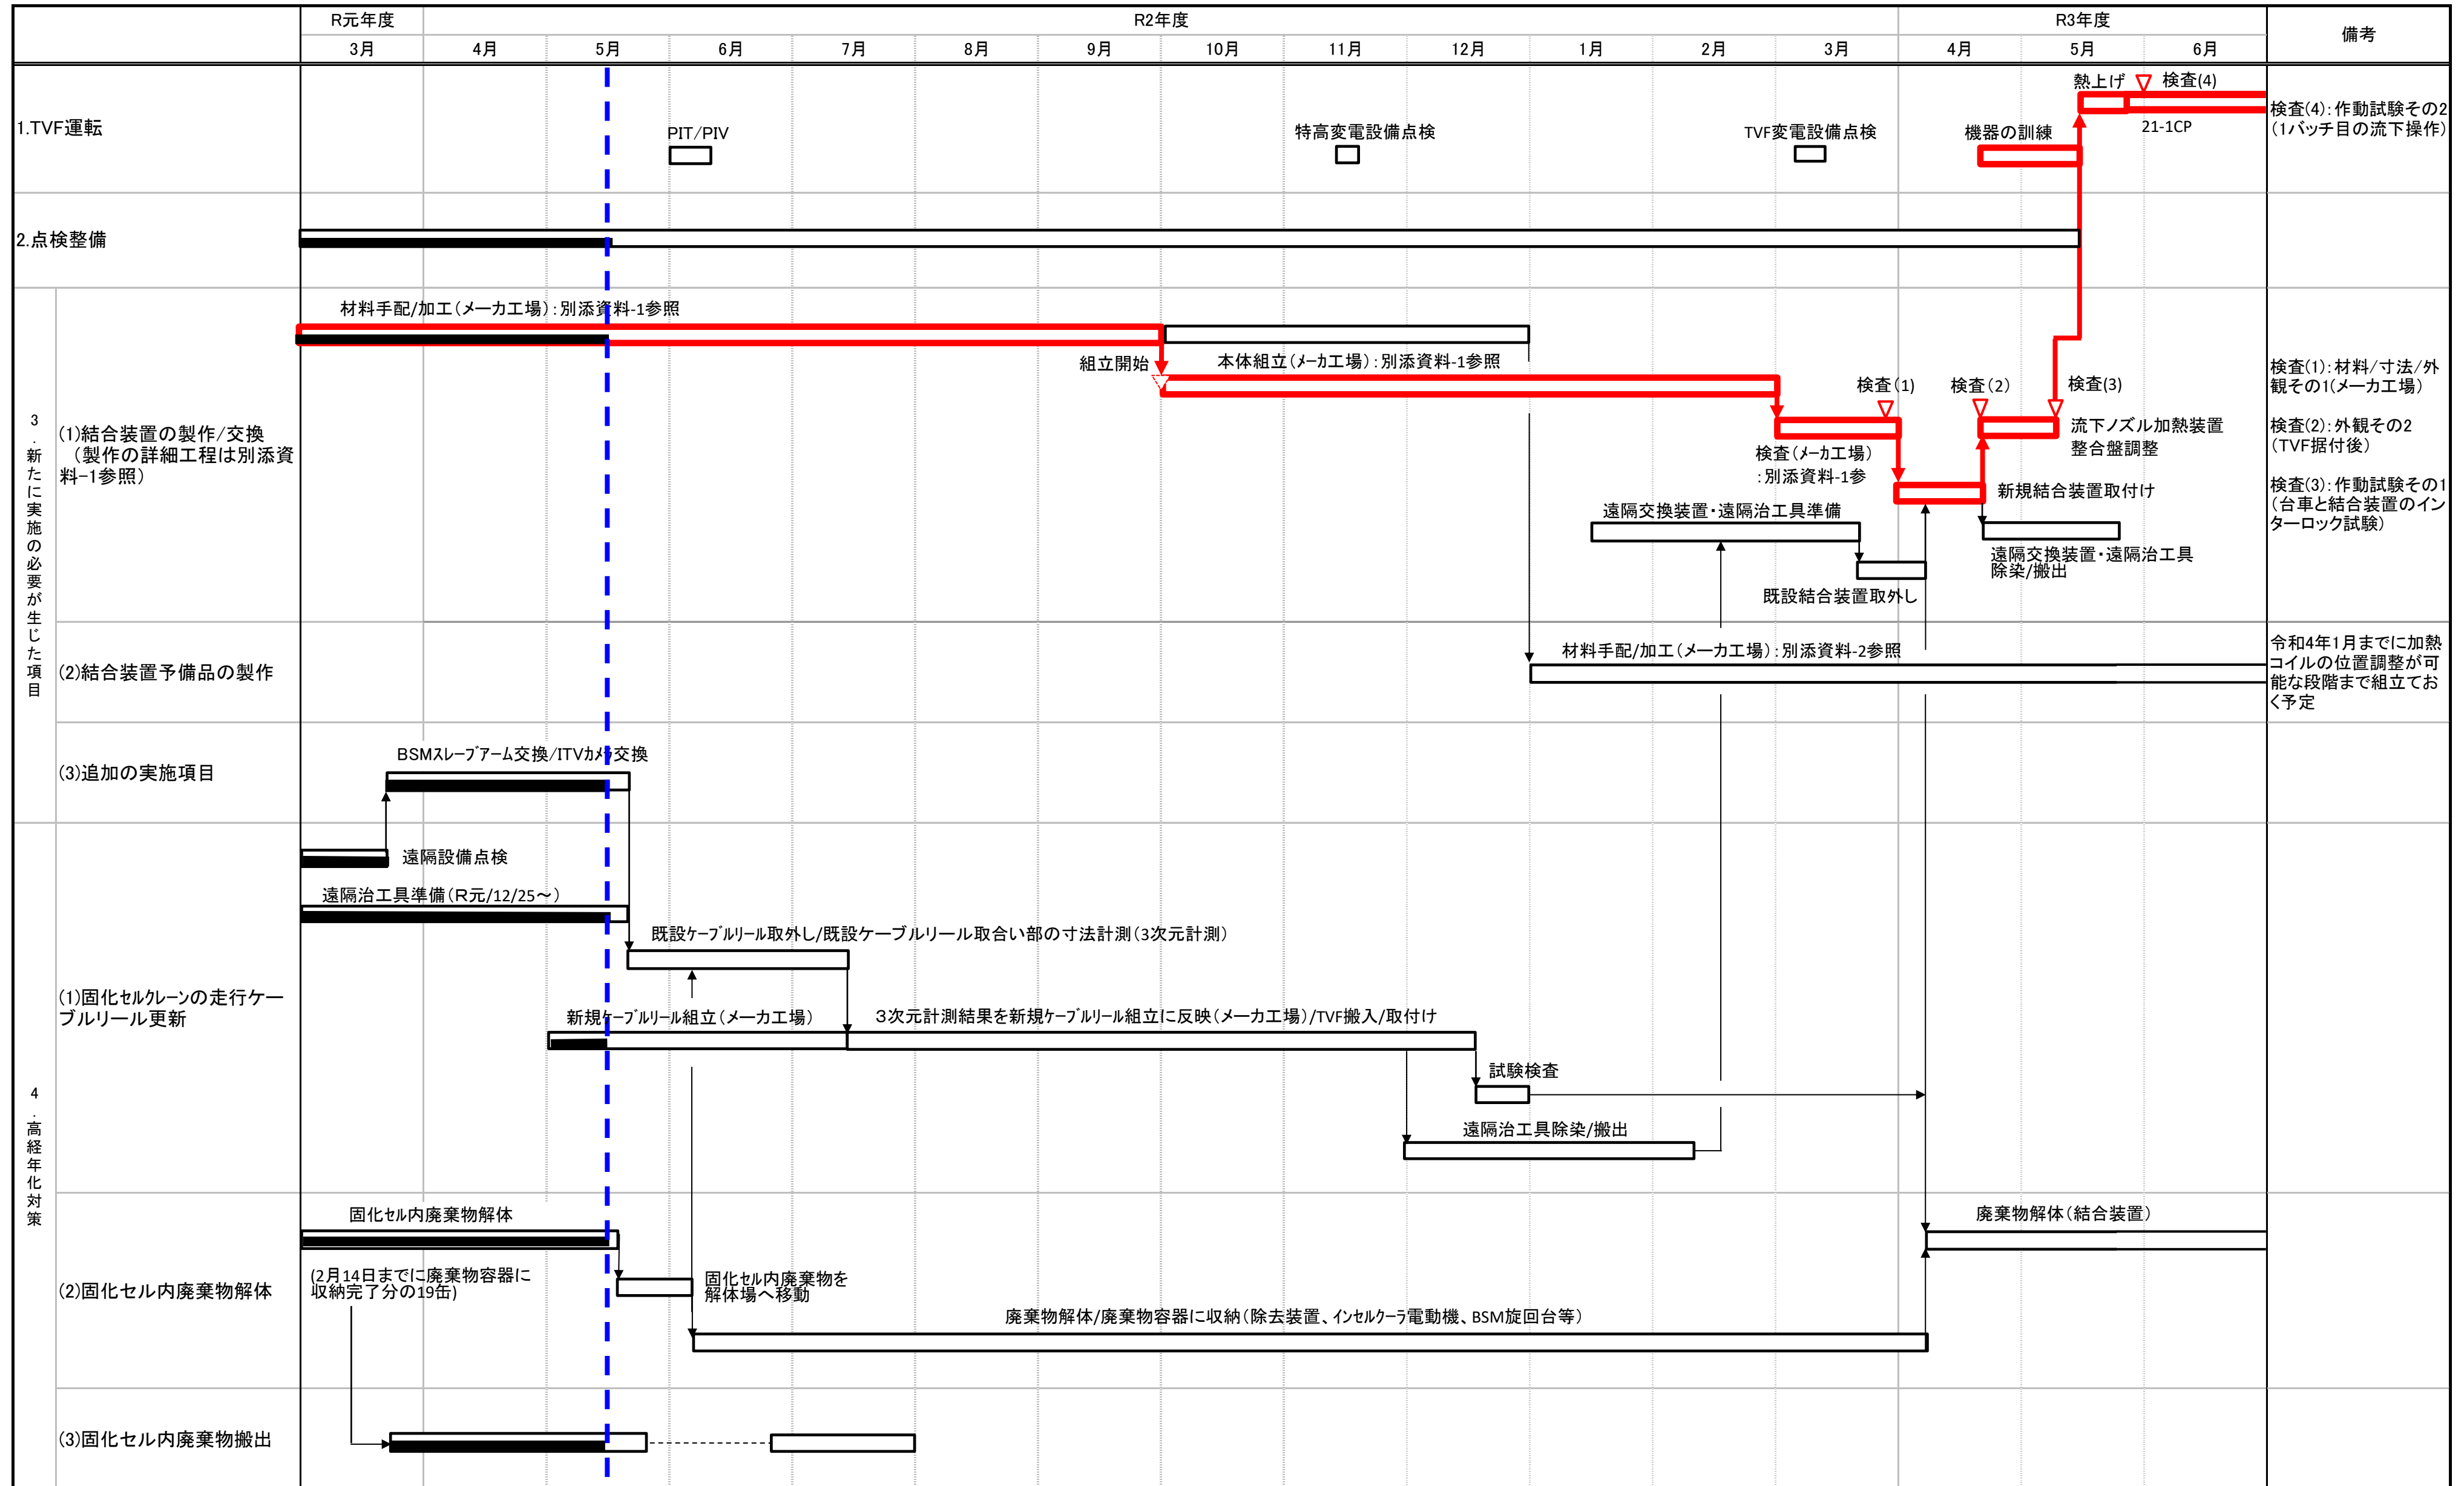 R元年度
R2年度
R3年度
備考
3月
4月
5月
6月
7月
8月
9月
10月
11月
12月
1月
2月
3月
4月
5月
6月
1.TVF運転
PIT/PIV
特高変電設備点検
TVF変電設備点検
機器の訓練
熱上げ
検査(4)
21-1CP
検査(4):作動試験その2
(1バッチ目の流下操作)
2.点検整備
3.新たに実施の必要が生じた項目
(1)結合装置の製作/交換
(製作の詳細工程は別添資
料-1参照)
材料手配/加工(メーカ工場):別添資料-1参照
組立開始
本体組立(メーカ工場):別添資料-1参照
検査(1)
検査(2)
検査(3)
検査(メーカ工場)
:別添資料-1参
流下ノズル加熱装置
整合盤調整
新規結合装置取付け
遠隔交換装置・遠隔治工具準備
遠隔交換装置・遠隔治工具
除染/搬出
既設結合装置取外し
検査(1):材料/寸法/外
観その1(メーカ工場)
検査(2):外観その2
(TVF据付後)
検査(3):作動試験その1
(台車と結合装置のイン
ターロック試験)
(2)結合装置予備品の製作
材料手配/加工(メーカ工場):別添資料-2参照
令和4年1月までに加熱
コイルの位置調整が可
能な段階まで組立てお
く予定
(3)追加の実施項目
BSMスレーブアーム交換/ITVカメラ交換
4.高経年化対策
(1)固化セルクレーンの走行ケー
ブルリール更新
遠隔設備点検
遠隔治工具準備(R元/12/25～)
既設ケーブルリール取外し/既設ケーブルリール取合い部の寸法計測(3次元計測)
新規ケーブルリール組立(メーカ工場)
3次元計測結果を新規ケーブルリール組立に反映(メーカ工場)/TVF搬入/取付け
試験検査
遠隔治工具除染/搬出
(2)固化セル内廃棄物解体
固化セル内廃棄物解体
(2月14日までに廃棄物容器に
収納完了分の19缶)
固化セル内廃棄物を
解体場へ移動
廃棄物解体/廃棄物容器に収納(除去装置、インセルクーラ電動機、BSM旋回台等)
廃棄物解体(結合装置)
(3)固化セル内廃棄物搬出